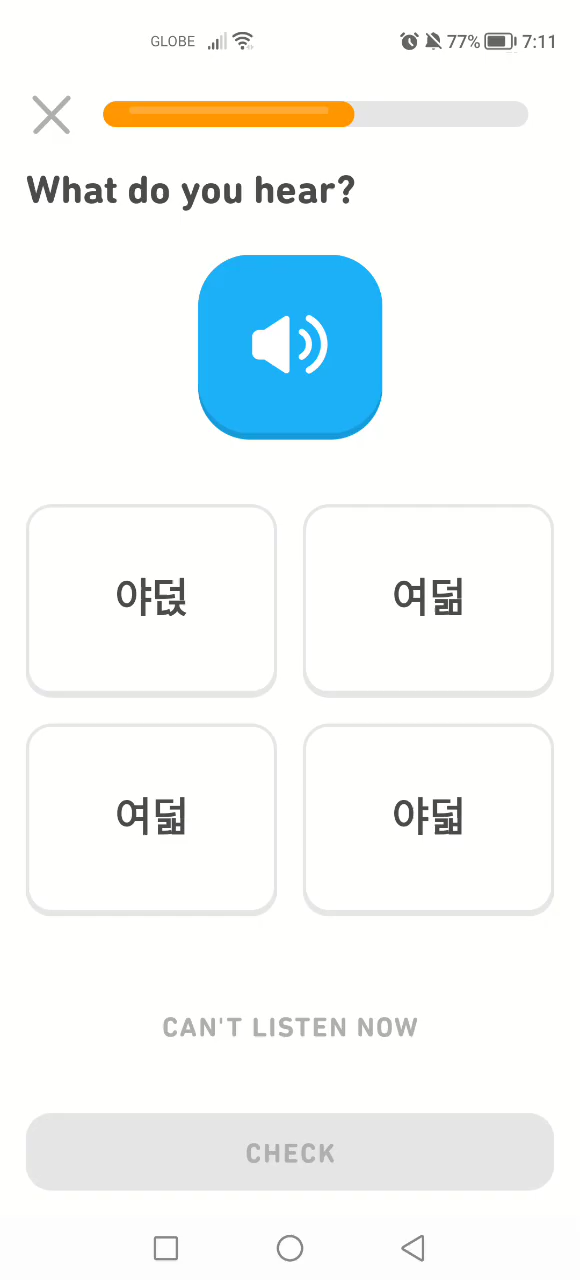 GLOBE 77% 7:11
What do you hear?
야덙 여덞
여덟 야덟
CAN'T LISTEN NOW
CHECK